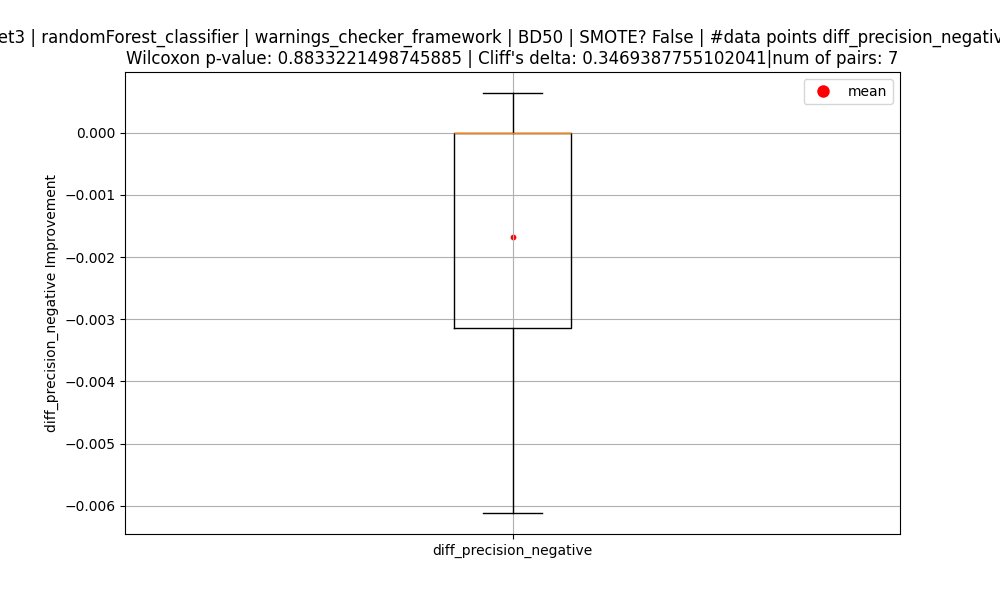 et3 | randomForest_classifier | warnings_checker_framework | BD50 | SMOTE? False | #data points diff_precision_negativ
Wilcoxon p-value: 0.8833221498745885 | Cliff's delta: 0.3469387755102041|num of pairs: 7
mean
0.000
−0.001
−0.002
−0.003
−0.004
−0.005
−0.006
diff_precision_negative Improvement
diff_precision_negative